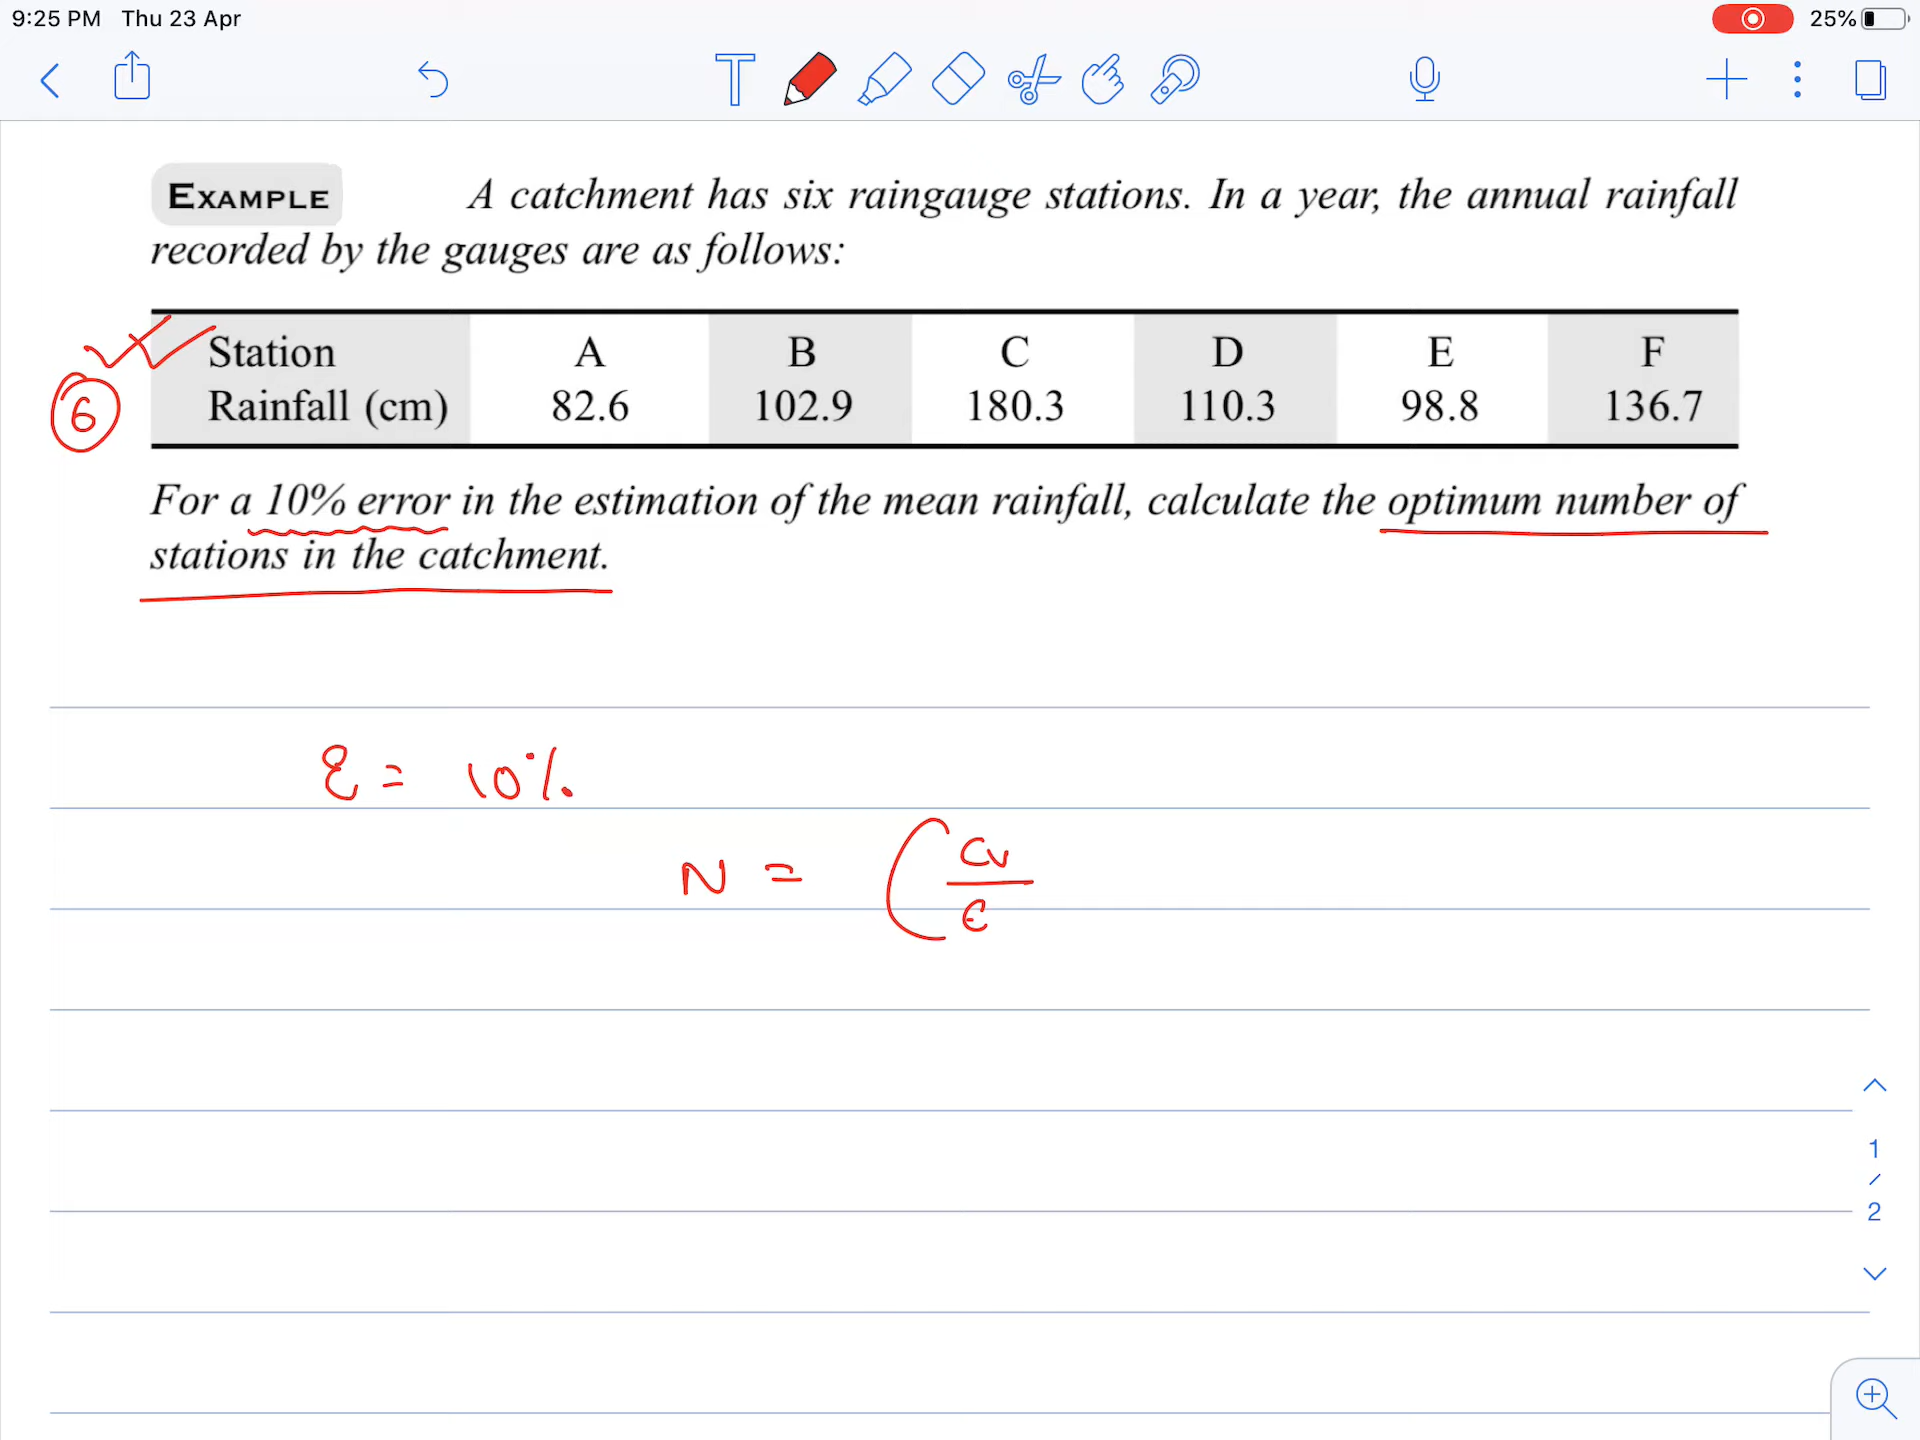 9:25 PM Thu 23 Apr 25%
EXAMPLE A catchment has six raingauge stations. In a year, the annual rainfall
recorded by the gauges are as follows:
Station A B C D E F
6 Rainfall (cm) 82.6 102.9 180.3 110.3 98.8 136.7
For a 10% error in the estimation of the mean rainfall, calculate the optimum number of
stations in the catchment.
ε = 10%
N = ( Cv
ε
1
/
2